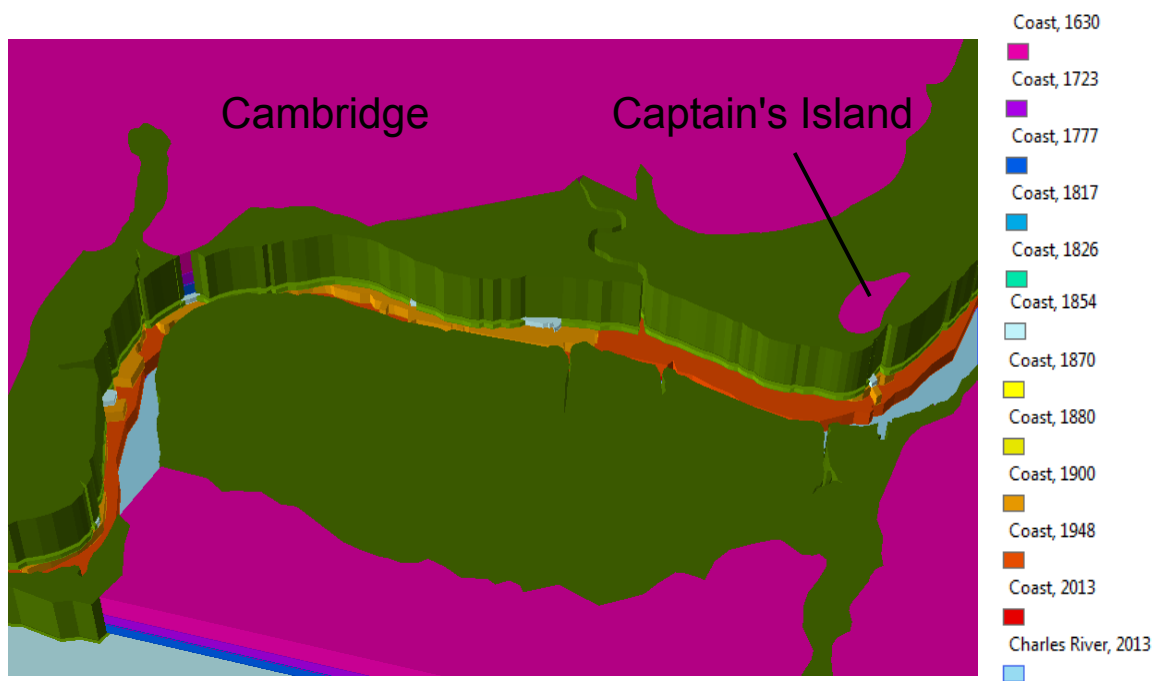 Cambridge
Captain's Island
Coast, 1630
Coast, 1723
Coast, 1777
Coast, 1817
Coast, 1826
Coast, 1854
Coast, 1870
Coast, 1880
Coast, 1900
Coast, 1948
Coast, 2013
Charles River, 2013